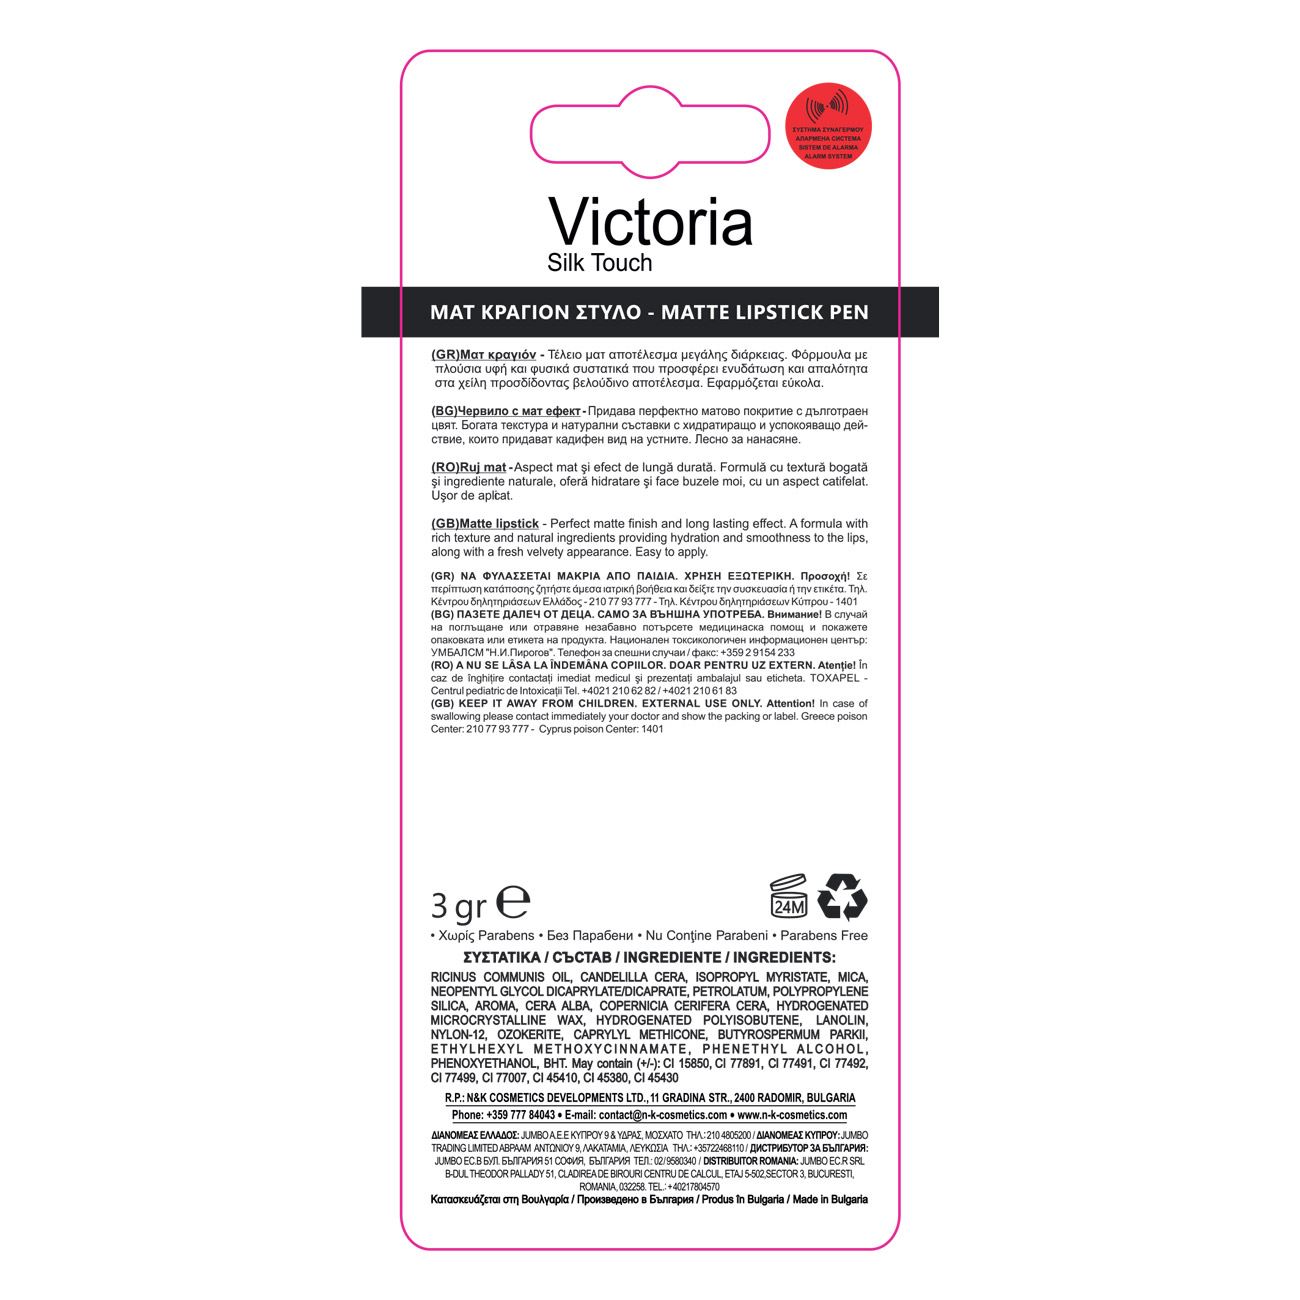 ΣΥΣΤΗΜΑ ΣΥΝΑΓΕΡΜΟΥ
АЛАРМЕНА СИСТЕМА
SISTEM DE ALARMA
ALARM SYSTEM
Victoria
Silk Touch
ΜΑΤ ΚΡΑΓΙΟΝ ΣΤΥΛΟ - MATTE LIPSTICK PEN
(GR)Ματ κραγιόν - Τέλειο ματ αποτέλεσμα μεγάλης διάρκειας. Φόρμουλα με
πλούσια υφή και φυσικά συστατικά που προσφέρει ενυδάτωση και απαλότητα
στα χείλη προσδίδοντας βελούδινο αποτέλεσμα. Εφαρμόζεται εύκολα.
(BG)Червило с мат ефект - Придава перфектно матово покритие с дълготраен
цвят. Богата текстура и натурални съставки с хидратиращо и успокояващо дей-
ствие, които придават кадифен вид на устните. Лесно за нанасяне.
(RO)Ruj mat - Aspect mat şi efect de lungă durată. Formulă cu textură bogată
şi ingrediente naturale, oferă hidratare şi face buzele moi, cu un aspect catifelat.
Uşor de aplicat.
(GB)Matte lipstick - Perfect matte finish and long lasting effect. A formula with
rich texture and natural ingredients providing hydration and smoothness to the lips,
along with a fresh velvety appearance. Easy to apply.
(GR) ΝΑ ΦΥΛΑΣΣΕΤΑΙ ΜΑΚΡΙΑ ΑΠΟ ΠΑΙΔΙΑ. ΧΡΗΣΗ ΕΞΩΤΕΡΙΚΗ. Προσοχή! Σε
περίπτωση κατάποσης ζητήστε άμεσα ιατρική βοήθεια και δείξτε την συσκευασία ή την ετικέτα. Τηλ.
Κέντρου δηλητηριάσεων Ελλάδος - 210 77 93 777 - Τηλ. Κέντρου δηλητηριάσεων Κύπρου - 1401
(BG) ПАЗЕТЕ ДАЛЕЧ ОТ ДЕЦА. САМО ЗА ВЪНШНА УПОТРЕБА. Внимание! В случай
на поглъщане или отравяне незабавно потърсете медицинаска помощ и покажете
опаковката или етикета на продукта. Национален токсикологичен информационен център:
УМБАЛСМ "Н.И.Пирогов". Телефон за спешни случаи / факс: +359 2 9154 233
(RO) A NU SE LÂSA LA ÎNDEMÂNA COPIILOR. DOAR PENTRU UZ EXTERN. Atenţie! În
caz de înghiţire contactaţi imediat medicul şi prezentaţi ambalajul sau eticheta. TOXAPEL -
Centrul pediatric de Intoxicaţii Tel. +4021 210 62 82 / +4021 210 61 83
(GB) KEEP IT AWAY FROM CHILDREN. EXTERNAL USE ONLY. Attention! In case of
swallowing please contact immediately your doctor and show the packing or label. Greece poison
Center: 210 77 93 777 - Cyprus poison Center: 1401
3 gr ℮ 24M
• Χωρίς Parabens • Без Парабени • Nu Conţine Parabeni • Parabens Free
ΣΥΣΤΑΤΙΚΑ / СЪСТАВ / INGREDIENTE / INGREDIENTS:
RICINUS COMMUNIS OIL, CANDELILLA CERA, ISOPROPYL MYRISTATE, MICA,
NEOPENTYL GLYCOL DICAPRYLATE/DICAPRATE, PETROLATUM, POLYPROPYLENE
SILICA, AROMA, CERA ALBA, COPERNICIA CERIFERA CERA, HYDROGENATED
MICROCRYSTALLINE WAX, HYDROGENATED POLYISOBUTENE, LANOLIN,
NYLON-12, OZOKERITE, CAPRYLYL METHICONE, BUTYROSPERMUM PARKII,
ETHYLHEXYL METHOXYCINNAMATE, PHENETHYL ALCOHOL,
PHENOXYETHANOL, BHT. May contain (+/-): CI 15850, CI 77891, CI 77491, CI 77492,
CI 77499, CI 77007, CI 45410, CI 45380, CI 45430
R.P.: N&K COSMETICS DEVELOPMENTS LTD., 11 GRADINA STR., 2400 RADOMIR, BULGARIA
Phone: +359 777 84043 • E-mail: contact@n-k-cosmetics.com • www.n-k-cosmetics.com
ΔΙΑΝΟΜΕΑΣ ΕΛΛΑΔΟΣ: JUMBO A.E.E ΚΥΠΡΟΥ 9 & ΥΔΡΑΣ, ΜΟΣΧΑΤΟ ΤΗΛ: 210 4805200 / ΔΙΑΝΟΜΕΑΣ ΚΥΠΡΟΥ: JUMBO
TRADING LIMITED ΑΒΡΑΑΜ ΑΝΤΩΝΙΟΥ 9, ΛΑΚΑΤΑΜΙΑ, ΛΕΥΚΩΣΙΑ ΤΗΛ.: +35722468110 / ДИСТРИБУТОР ЗА БЪЛГАРИЯ:
JUMBO EC.B БУЛ. БЪЛГАРИЯ 51 СОФИЯ, БЪЛГАРИЯ ТЕЛ.: 02/ 9580340 / DISTRIBUITOR ROMANIA: JUMBO EC.R SRL
B-DUL THEODOR PALLADY 51, CLADIREA DE BIROURI CENTRU DE CALCUL, ETAJ 5-502,SECTOR 3, BUCURESTI,
ROMANIA, 032258. TEL.: +40217804570
Κατασκευάζεται στη Βουλγαρία / Произведено в България / Produs în Bulgaria / Made in Bulgaria